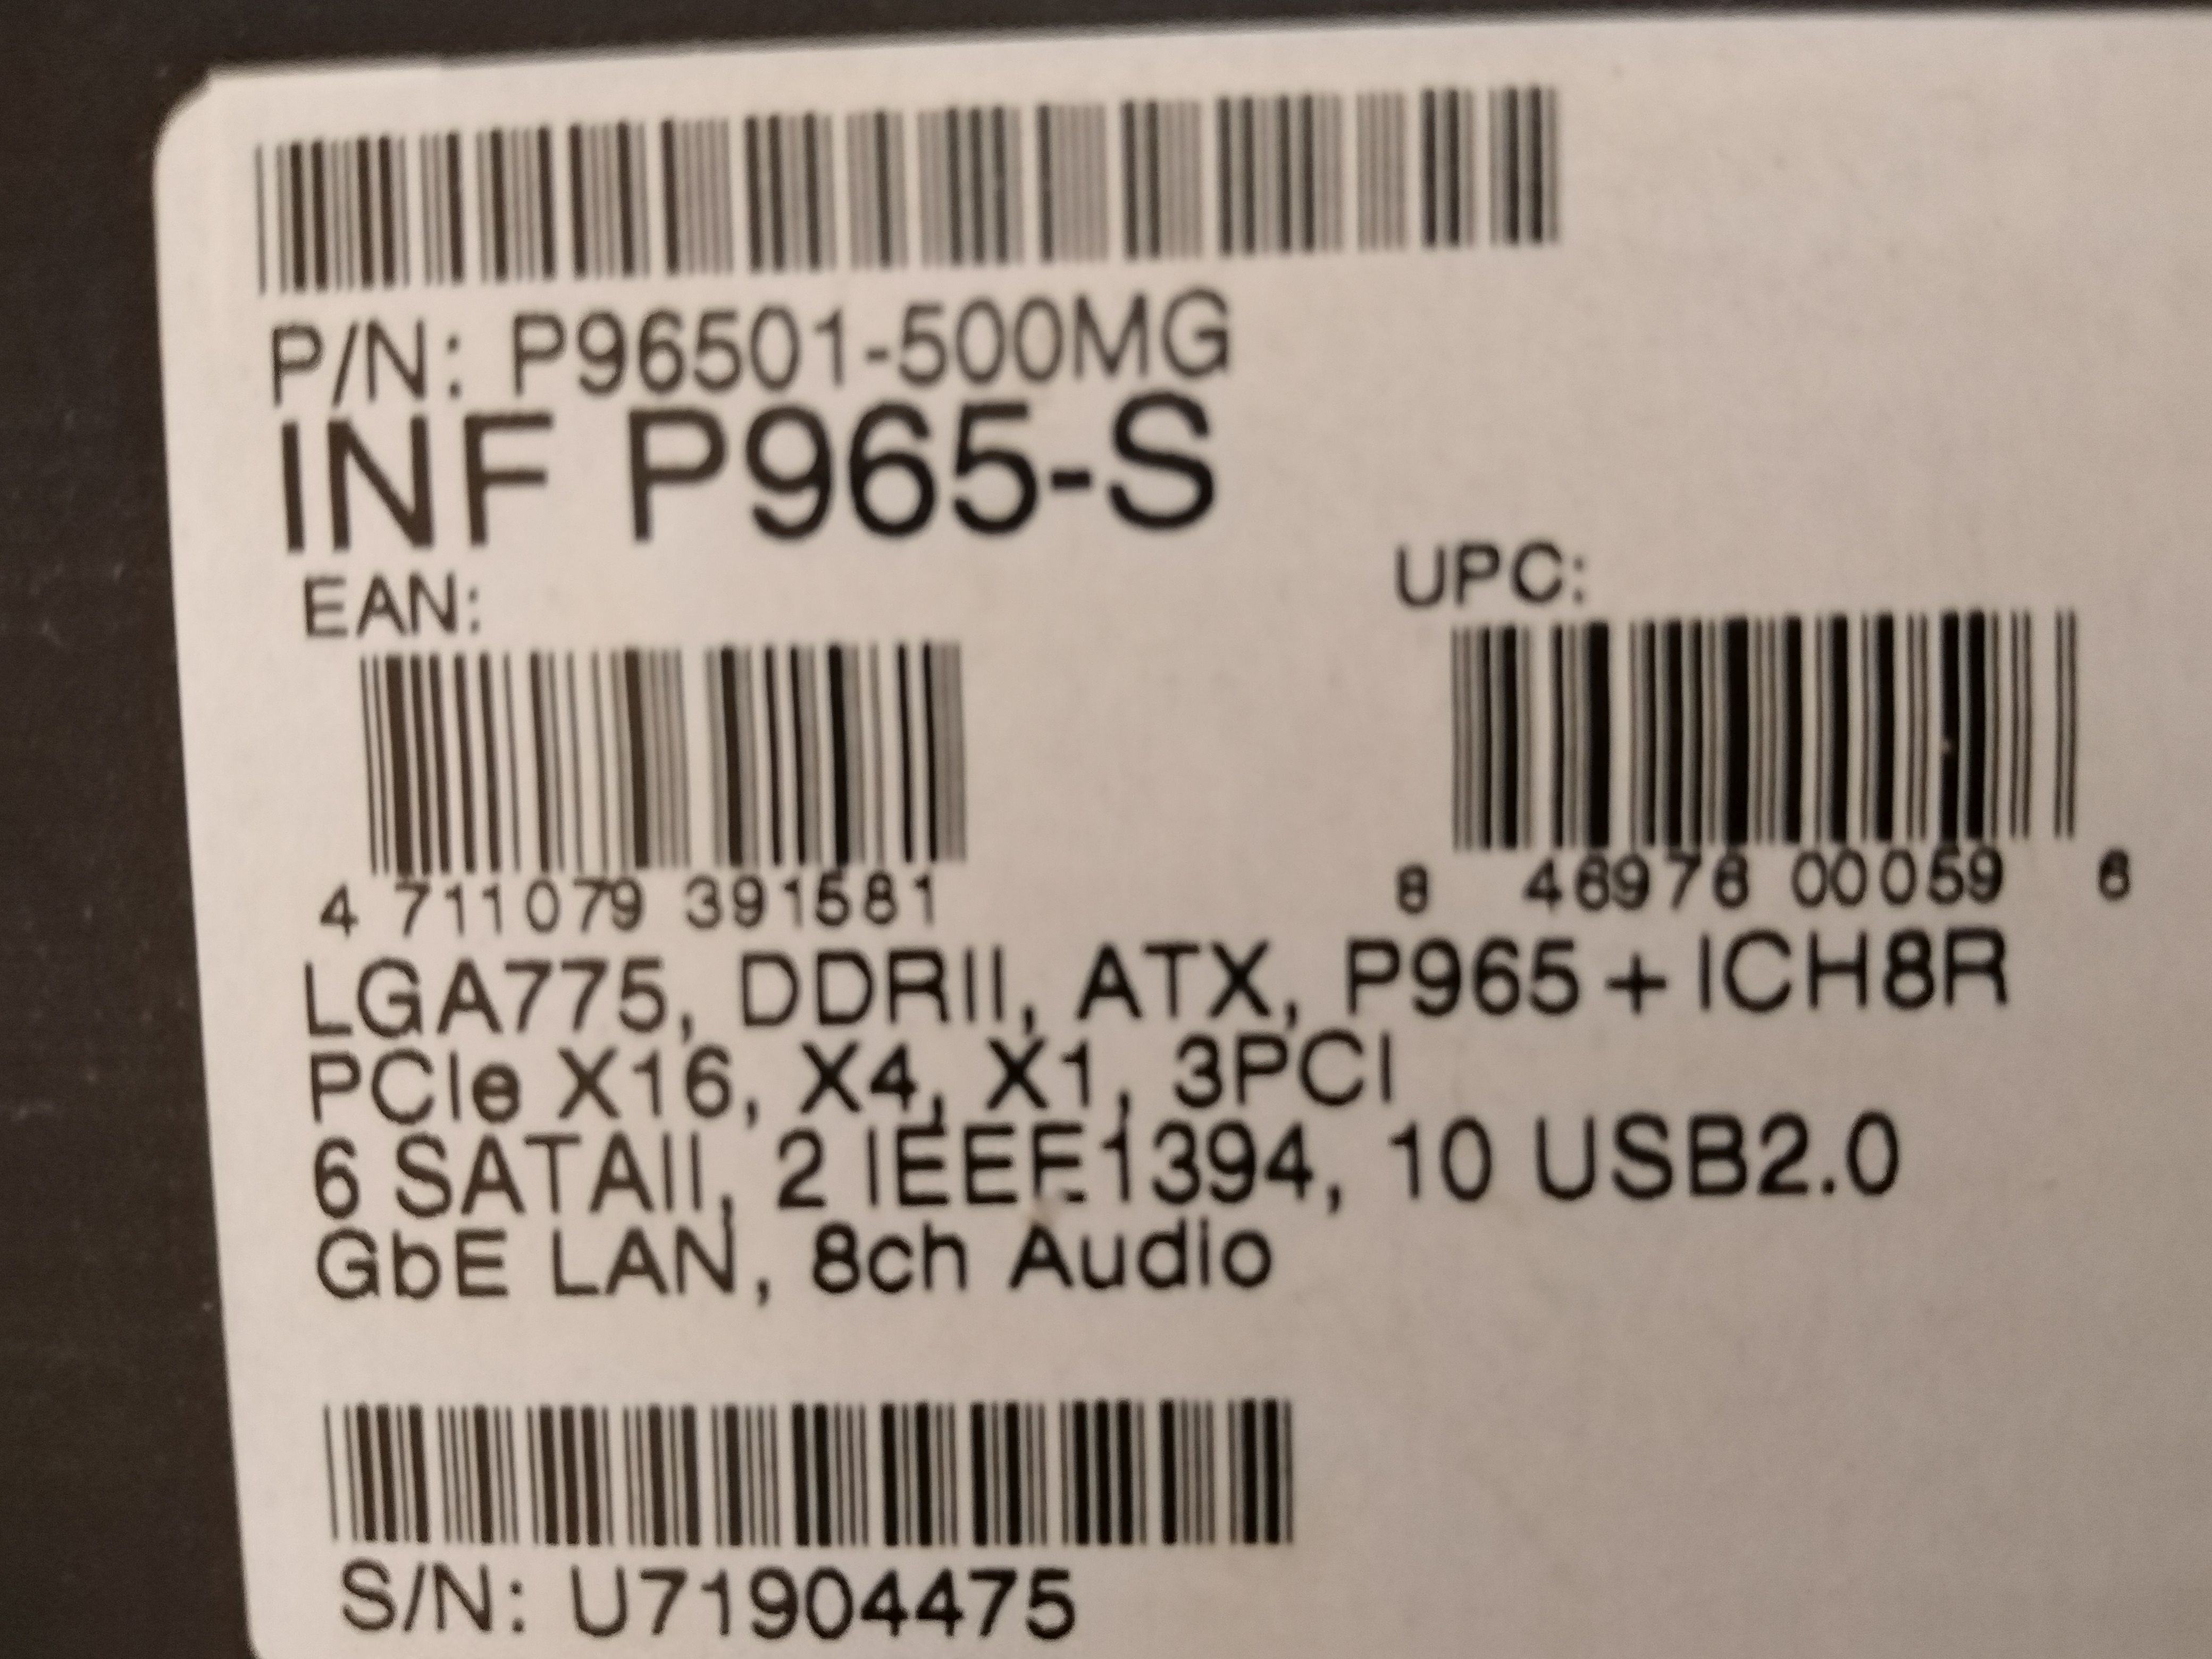 P/N: P96501-500MG
INF P965-S
EAN: UPC:
4 711079 391581 8 46976 00059 6
LGA775, DDRII, ATX, P965+ICH8R
PCIe X16, X4, X1, 3PCI
6 SATAII, 2 IEEE1394, 10 USB2.0
GbE LAN, 8ch Audio
S/N: U71904475